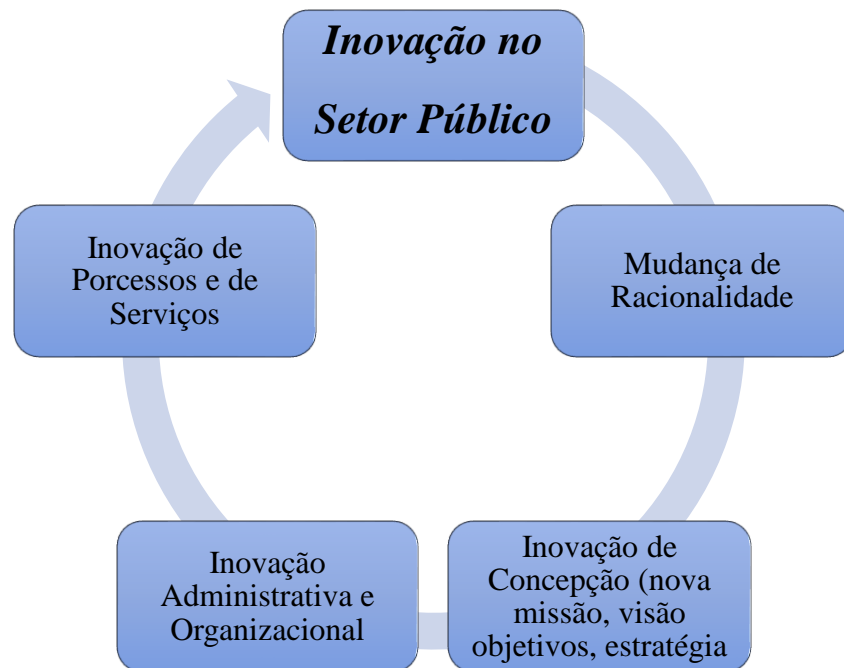 Inovação no
Setor Público
Mudança de
Racionalidade
Inovação de
Concepção (nova
missão, visão
objetivos, estratégia
Inovação
Administrativa e
Organizacional
Inovação de
Porcessos e de
Serviços